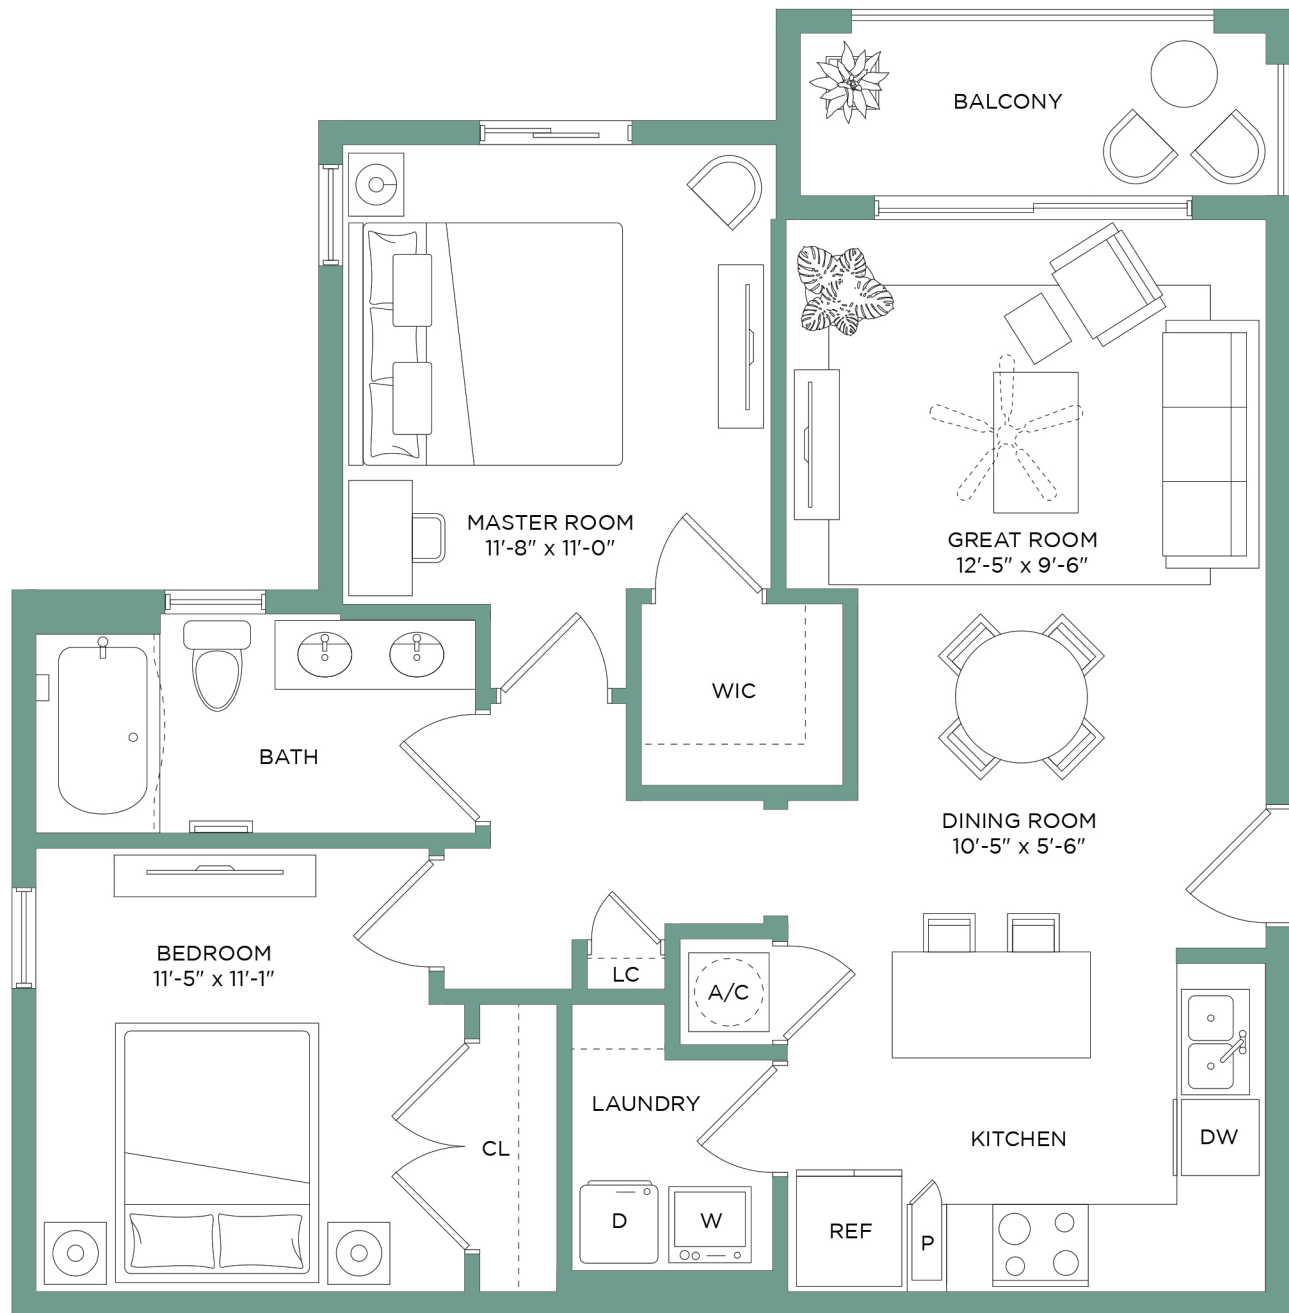 BALCONY
MASTER ROOM
11'-8" x 11'-0"
GREAT ROOM
12'-5" x 9'-6"
WIC
BATH
DINING ROOM
10'-5" x 5'-6"
BEDROOM
11'-5" x 11'-1"
LC
A/C
LAUNDRY
KITCHEN
DW
CL
D
W
REF
P